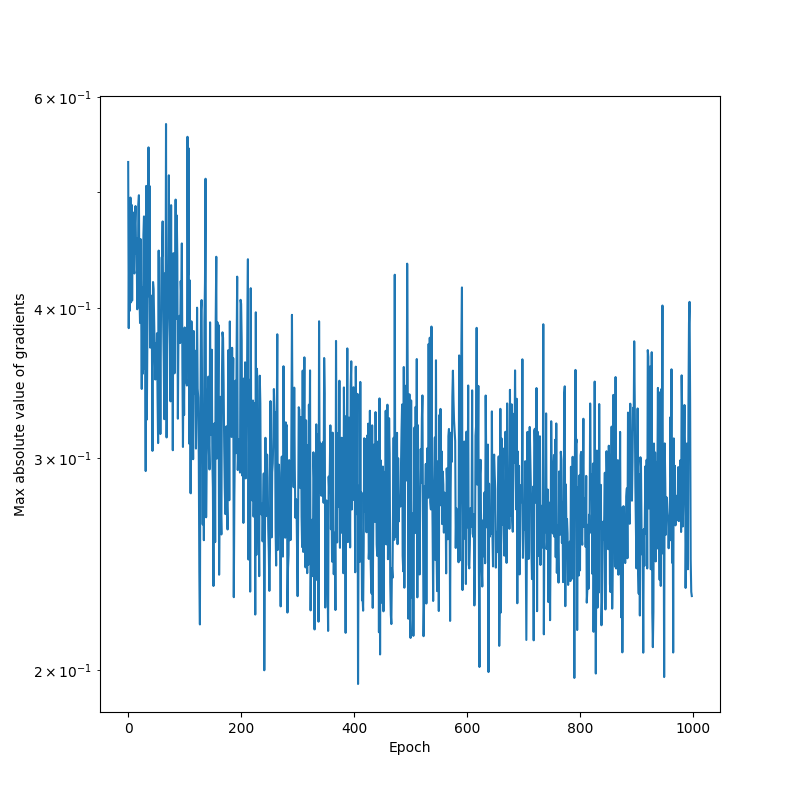 6 × 10⁻¹
4 × 10⁻¹
3 × 10⁻¹
2 × 10⁻¹
Max absolute value of gradients
0 200 400 600 800 1000
Epoch